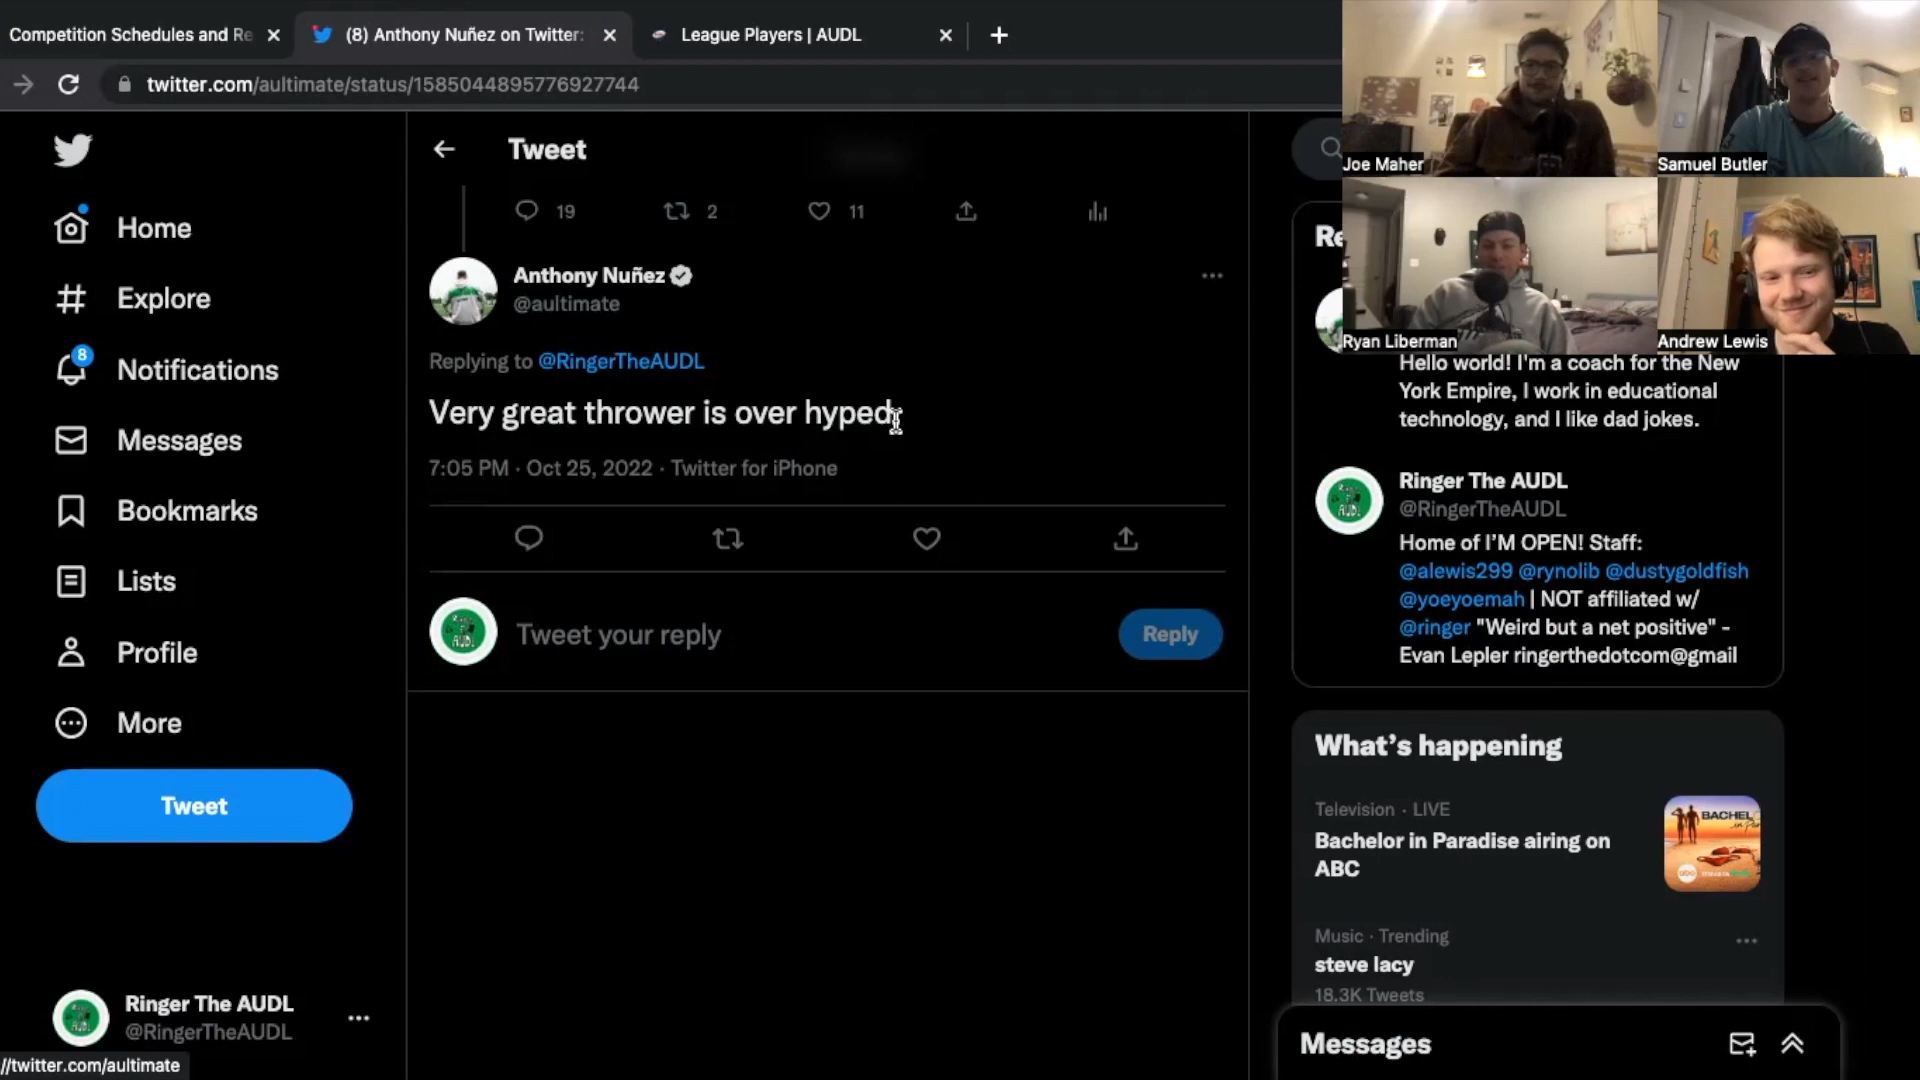 Competition Schedules and Re
(8) Anthony Nuñez on Twitter:
League Players | AUDL
twitter.com/aultimate/status/1585044895776927744
Joe Maher
Samuel Butler
Ryan Liberman
Andrew Lewis
Home
Explore
8
Notifications
Messages
Bookmarks
Lists
Profile
More
Tweet
Ringer The AUDL
@RingerTheAUDL
//twitter.com/aultimate
Tweet
19
2
11
Anthony Nuñez
@aultimate
Replying to @RingerTheAUDL
Very great thrower is over hyped
7:05 PM · Oct 25, 2022 · Twitter for iPhone
Tweet your reply
Reply
Re
Hello world! I'm a coach for the New
York Empire, I work in educational
technology, and I like dad jokes.
Ringer The AUDL
@RingerTheAUDL
Home of I'M OPEN! Staff:
@alewis299 @rynolib @dustygoldfish
@yoeyoemah | NOT affiliated w/
@ringer "Weird but a net positive" -
Evan Lepler ringerthedotcom@gmail
What's happening
Television · LIVE
Bachelor in Paradise airing on
ABC
BACHELO
abc
Music · Trending
steve lacy
18.3K Tweets
Messages